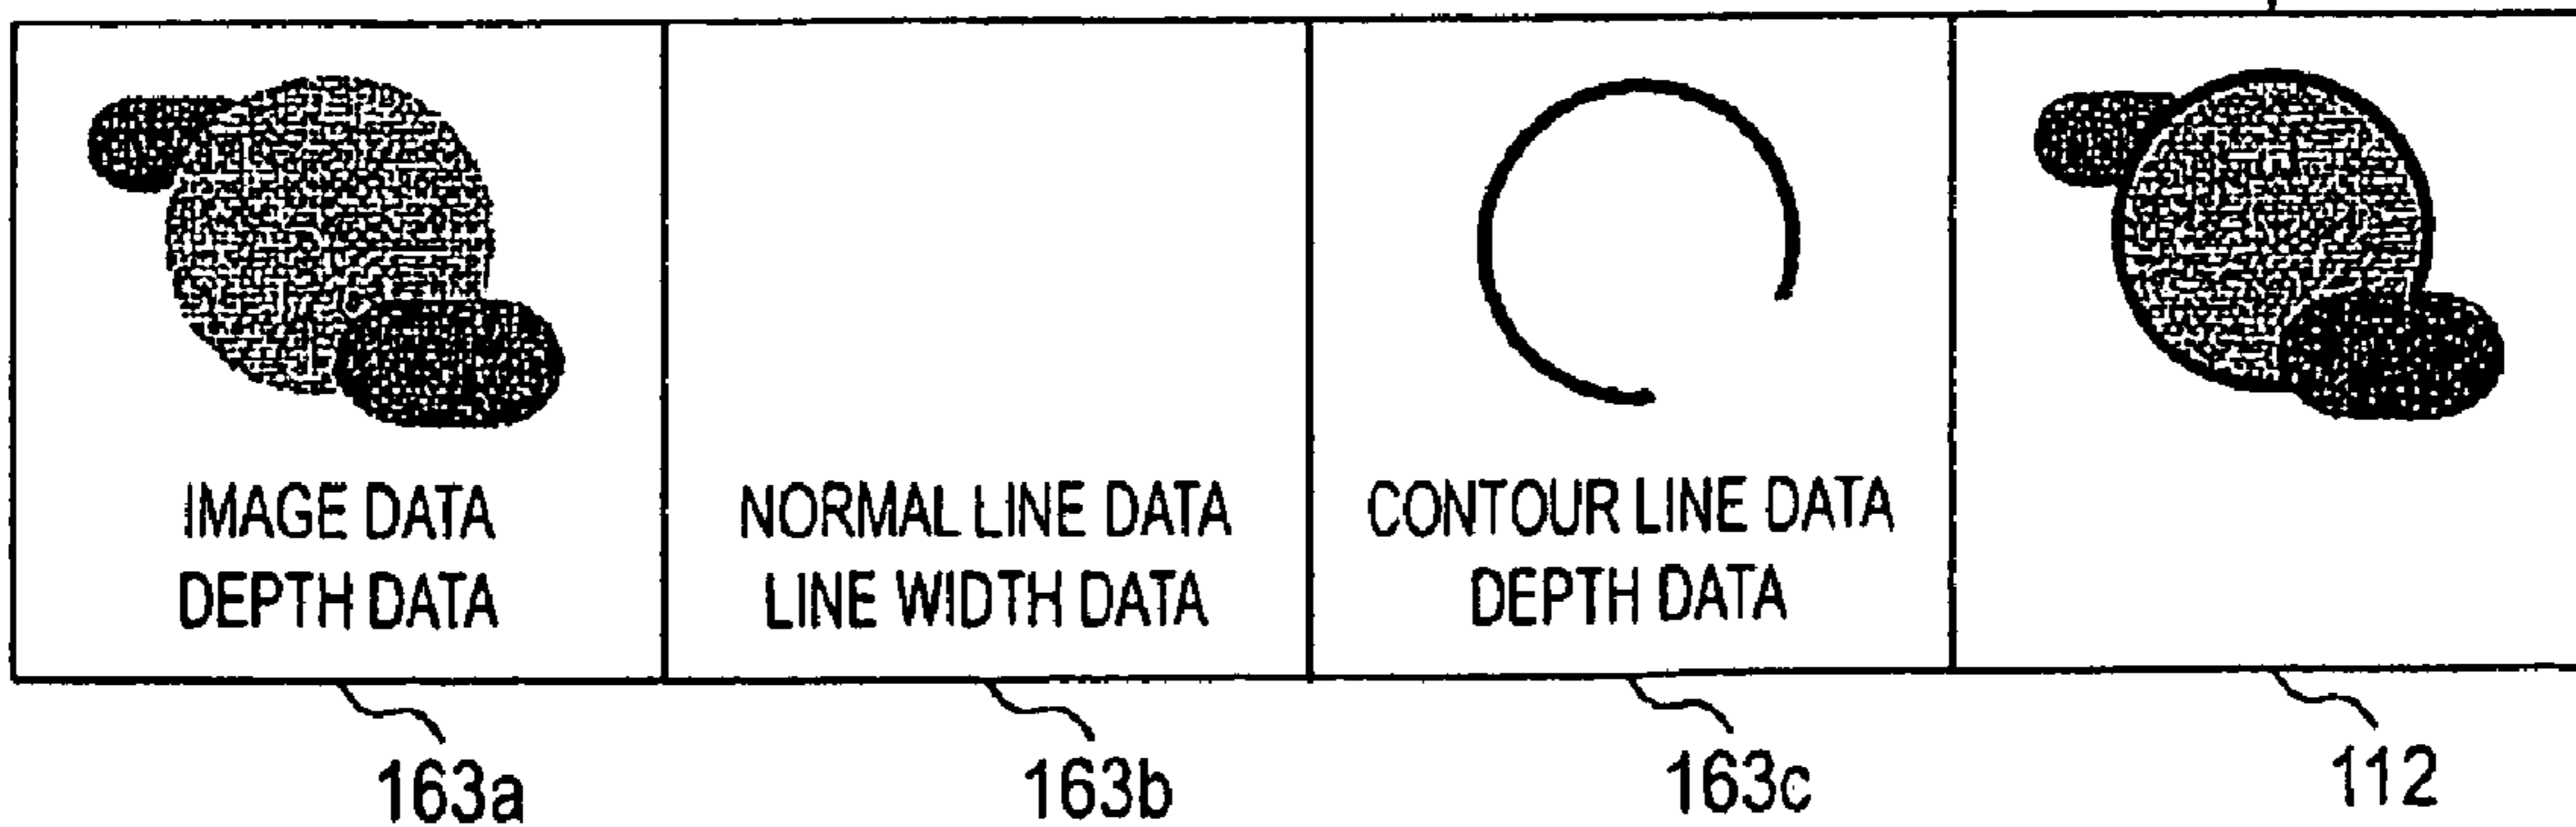 IMAGE DATA
DEPTH DATA
NORMAL LINE DATA
LINE WIDTH DATA
CONTOUR LINE DATA
DEPTH DATA
163a
163b
163c
112